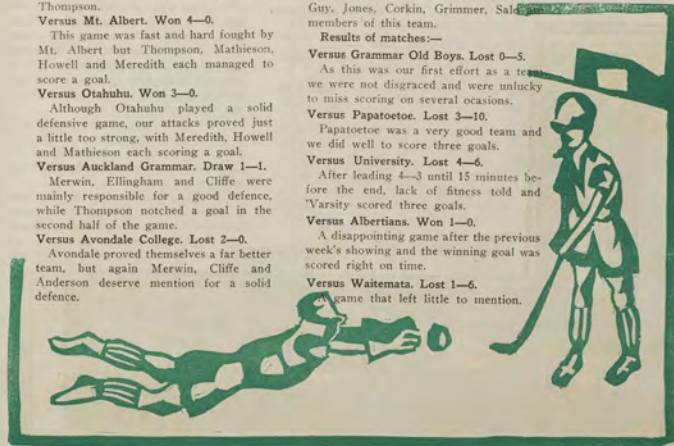 Thompson.
Versus Mt. Albert. Won 4—0.
This game was fast and hard fought by
Mt. Albert but Thompson, Mathieson,
Howell and Meredith each managed to
score a goal.
Versus Otahuhu. Won 3—0.
Although Otahuhu played a solid
defensive game, our attacks proved just
a little too strong, with Meredith, Howell
and Mathieson each scoring a goal.
Versus Auckland Grammar. Draw 1—1.
Merwin, Ellingham and Cliffe were
mainly responsible for a good defence,
while Thompson notched a goal in the
second half of the game.
Versus Avondale College. Lost 2—0.
Avondale proved themselves a far better
team, but again Merwin, Cliffe and
Anderson deserve mention for a solid
defence.
Guy, Jones, Corkin, Grimmer, Sale are
members of this team.
Results of matches:—
Versus Grammar Old Boys. Lost 0—5.
As this was our first effort as a team
we were not disgraced and were unlucky
to miss scoring on several ocasions.
Versus Papatoetoe. Lost 3—10.
Papatoetoe was a very good team and
we did well to score three goals.
Versus University. Lost 4—6.
After leading 4—3 until 15 minutes be-
fore the end, lack of fitness told and
'Varsity scored three goals.
Versus Albertians. Won 1—0.
A disappointing game after the previous
week's showing and the winning goal was
scored right on time.
Versus Waitemata. Lost 1—6.
A game that left little to mention.